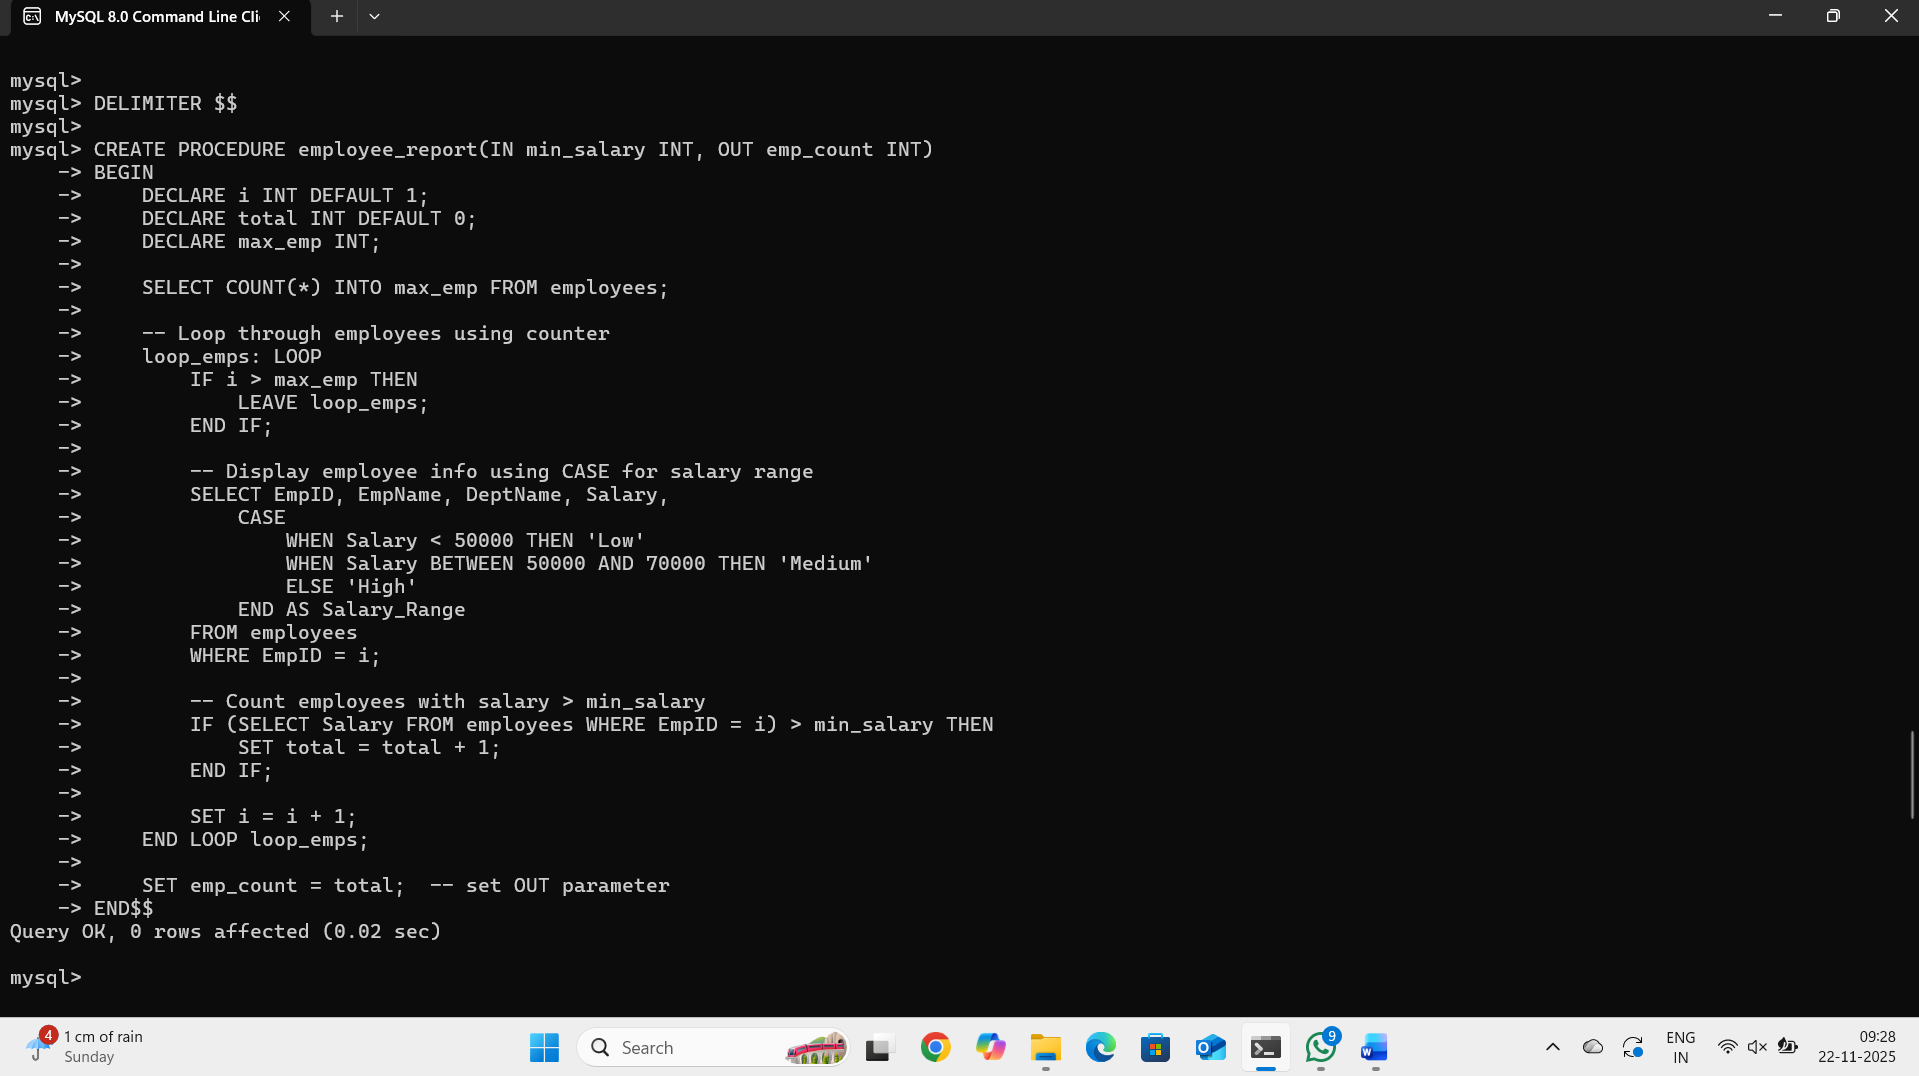 MySQL 8.0 Command Line Cli
mysql>
mysql> DELIMITER $$
mysql>
mysql> CREATE PROCEDURE employee_report(IN min_salary INT, OUT emp_count INT)
    -> BEGIN
    ->     DECLARE i INT DEFAULT 1;
    ->     DECLARE total INT DEFAULT 0;
    ->     DECLARE max_emp INT;
    ->
    ->     SELECT COUNT(*) INTO max_emp FROM employees;
    ->
    ->     -- Loop through employees using counter
    ->     loop_emps: LOOP
    ->         IF i > max_emp THEN
    ->             LEAVE loop_emps;
    ->         END IF;
    ->
    ->         -- Display employee info using CASE for salary range
    ->         SELECT EmpID, EmpName, DeptName, Salary,
    ->             CASE
    ->                 WHEN Salary < 50000 THEN 'Low'
    ->                 WHEN Salary BETWEEN 50000 AND 70000 THEN 'Medium'
    ->                 ELSE 'High'
    ->             END AS Salary_Range
    ->         FROM employees
    ->         WHERE EmpID = i;
    ->
    ->         -- Count employees with salary > min_salary
    ->         IF (SELECT Salary FROM employees WHERE EmpID = i) > min_salary THEN
    ->             SET total = total + 1;
    ->         END IF;
    ->
    ->         SET i = i + 1;
    ->     END LOOP loop_emps;
    ->
    ->     SET emp_count = total;  -- set OUT parameter
    -> END$$
Query OK, 0 rows affected (0.02 sec)
mysql>
4
1 cm of rain
Sunday
Search
9
ENG
IN
09:28
22-11-2025